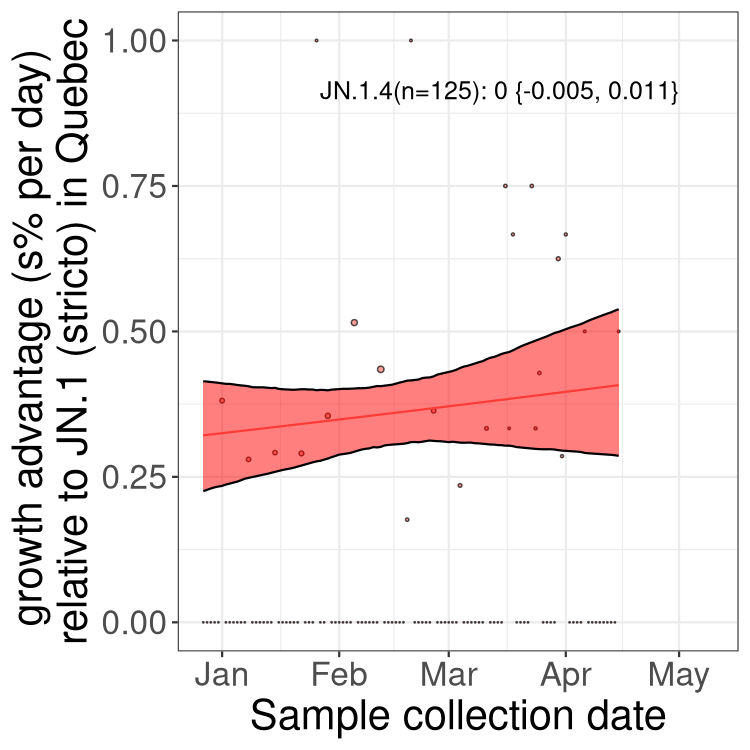 growth advantage (s% per day)
relative to JN.1 (stricto) in Quebec
1.00
0.75
0.50
0.25
0.00
JN.1.4(n=125): 0 {-0.005, 0.011}
Jan Feb Mar Apr May
Sample collection date